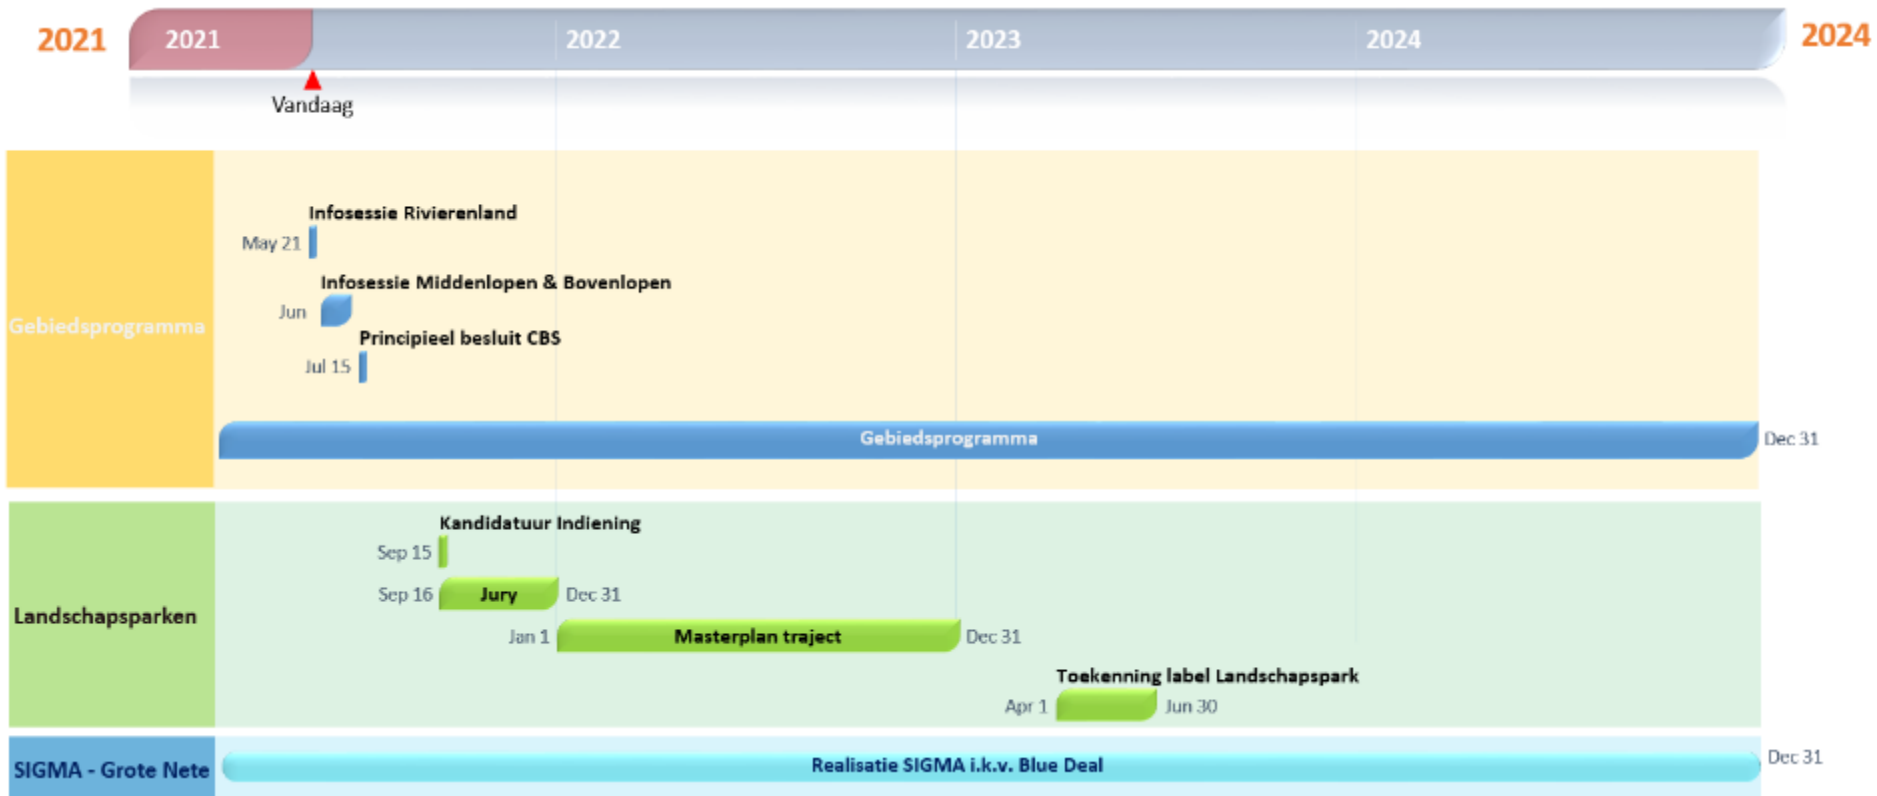 2021
2021
2022
2023
2024
2024
Vandaag
Gebiedsprogramma
Infosessie Rivierenland
May 21
Infosessie Middenlopen & Bovenlopen
Jun
Principieel besluit CBS
Jul 15
Gebiedsprogramma
Dec 31
Landschapsparken
Kandidatuur Indiening
Sep 15
Sep 16
Jury
Dec 31
Jan 1
Masterplan traject
Dec 31
Toekenning label Landschapspark
Apr 1
Jun 30
SIGMA - Grote Nete
Realisatie SIGMA i.k.v. Blue Deal
Dec 31